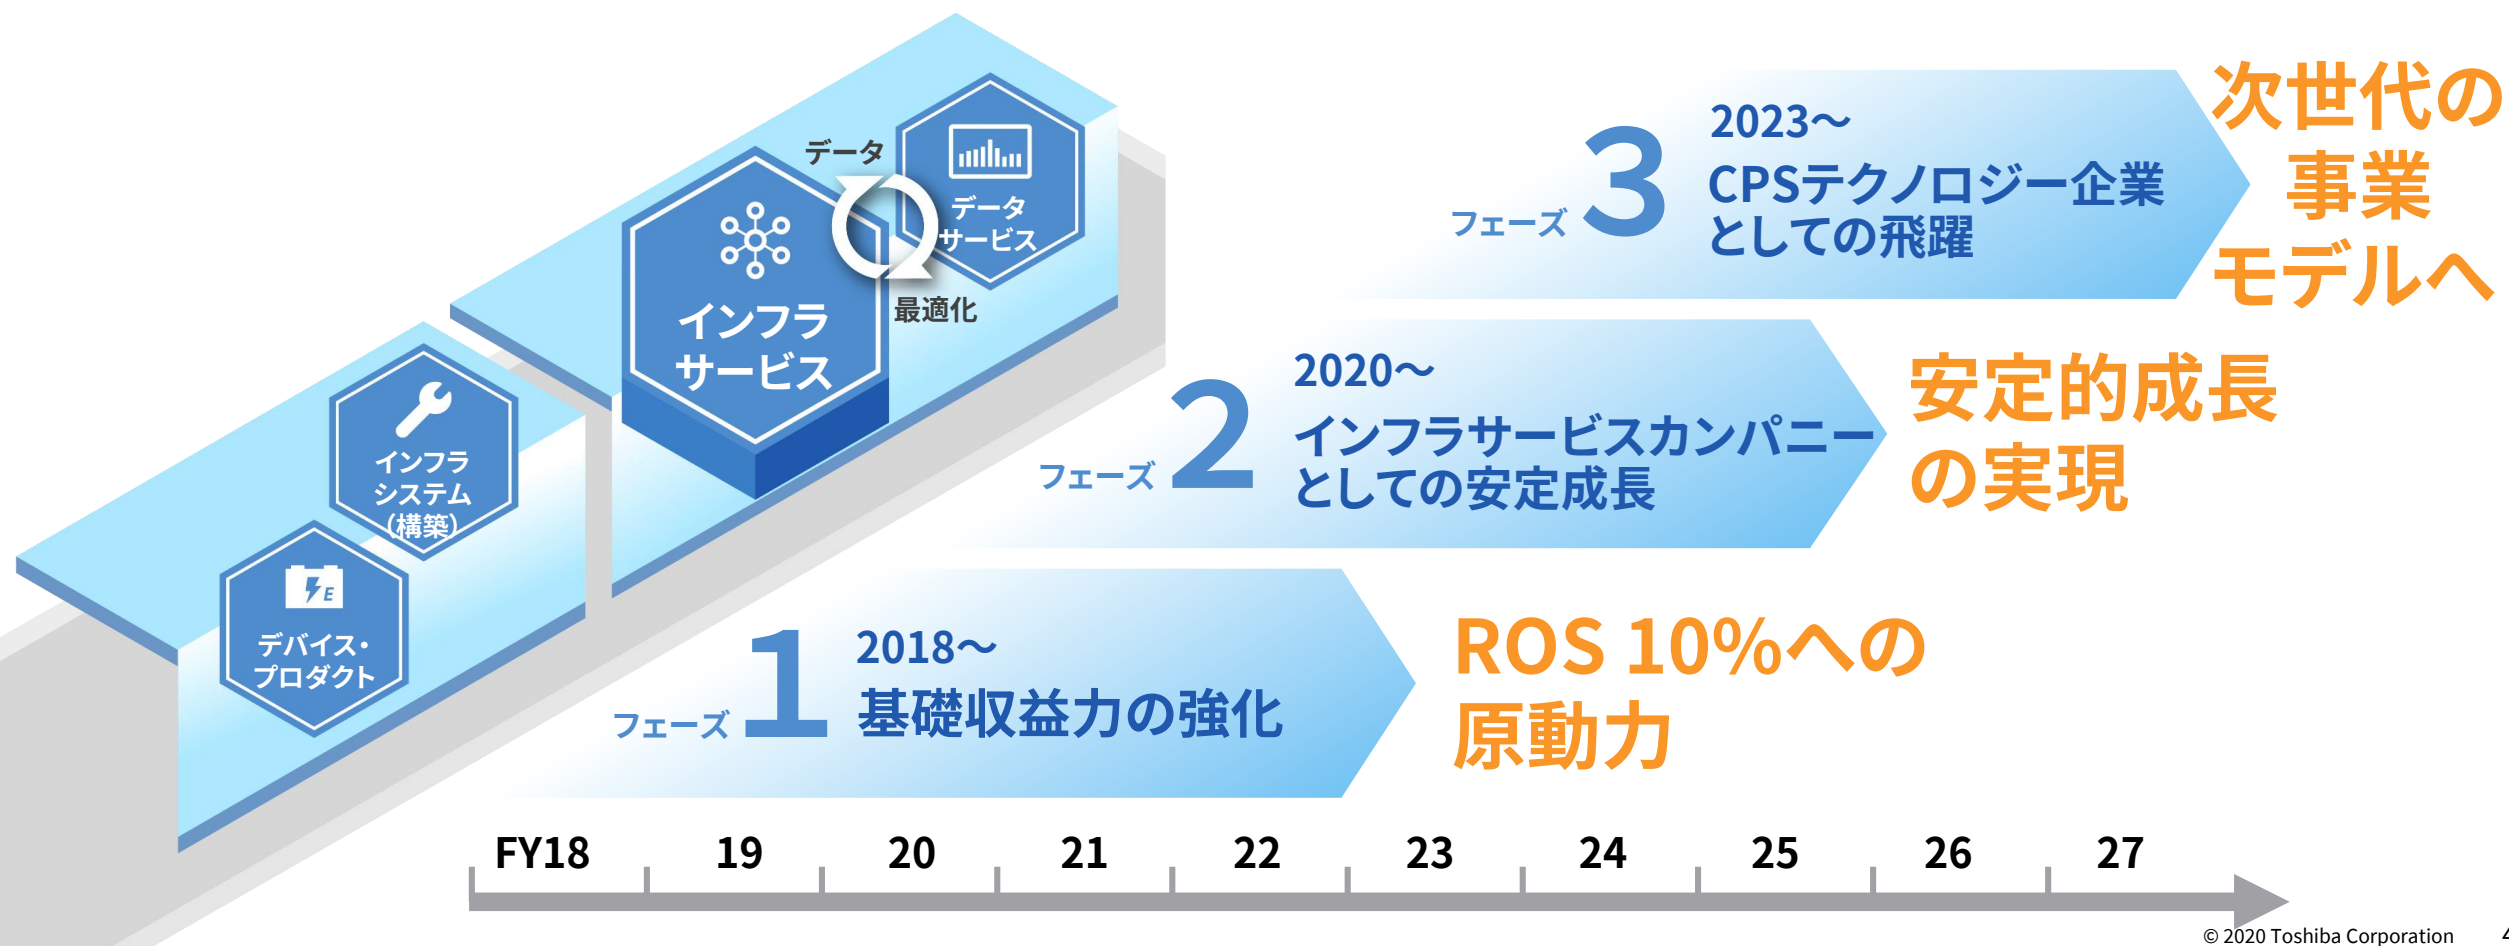 データ
データ
サービス
最適化
インフラ
サービス
インフラ
システム
（構築）
E
デバイス・
プロダクト
フェーズ 3
2023～
CPSテクノロジー企業
としての飛躍
次世代の
事業
モデルへ
フェーズ 2
2020～
インフラサービスカンパニー
としての安定成長
安定的成長
の実現
フェーズ 1
2018～
基礎収益力の強化
ROS 10%への
原動力
FY18 19 20 21 22 23 24 25 26 27
© 2020 Toshiba Corporation